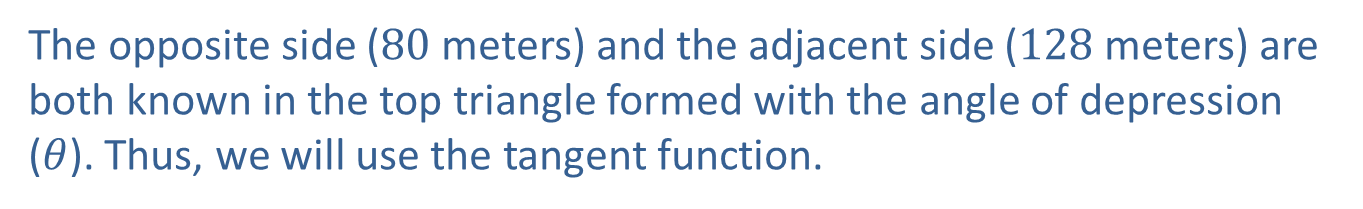 The opposite side (80 meters) and the adjacent side (128 meters) are
both known in the top triangle formed with the angle of depression
(θ). Thus, we will use the tangent function.